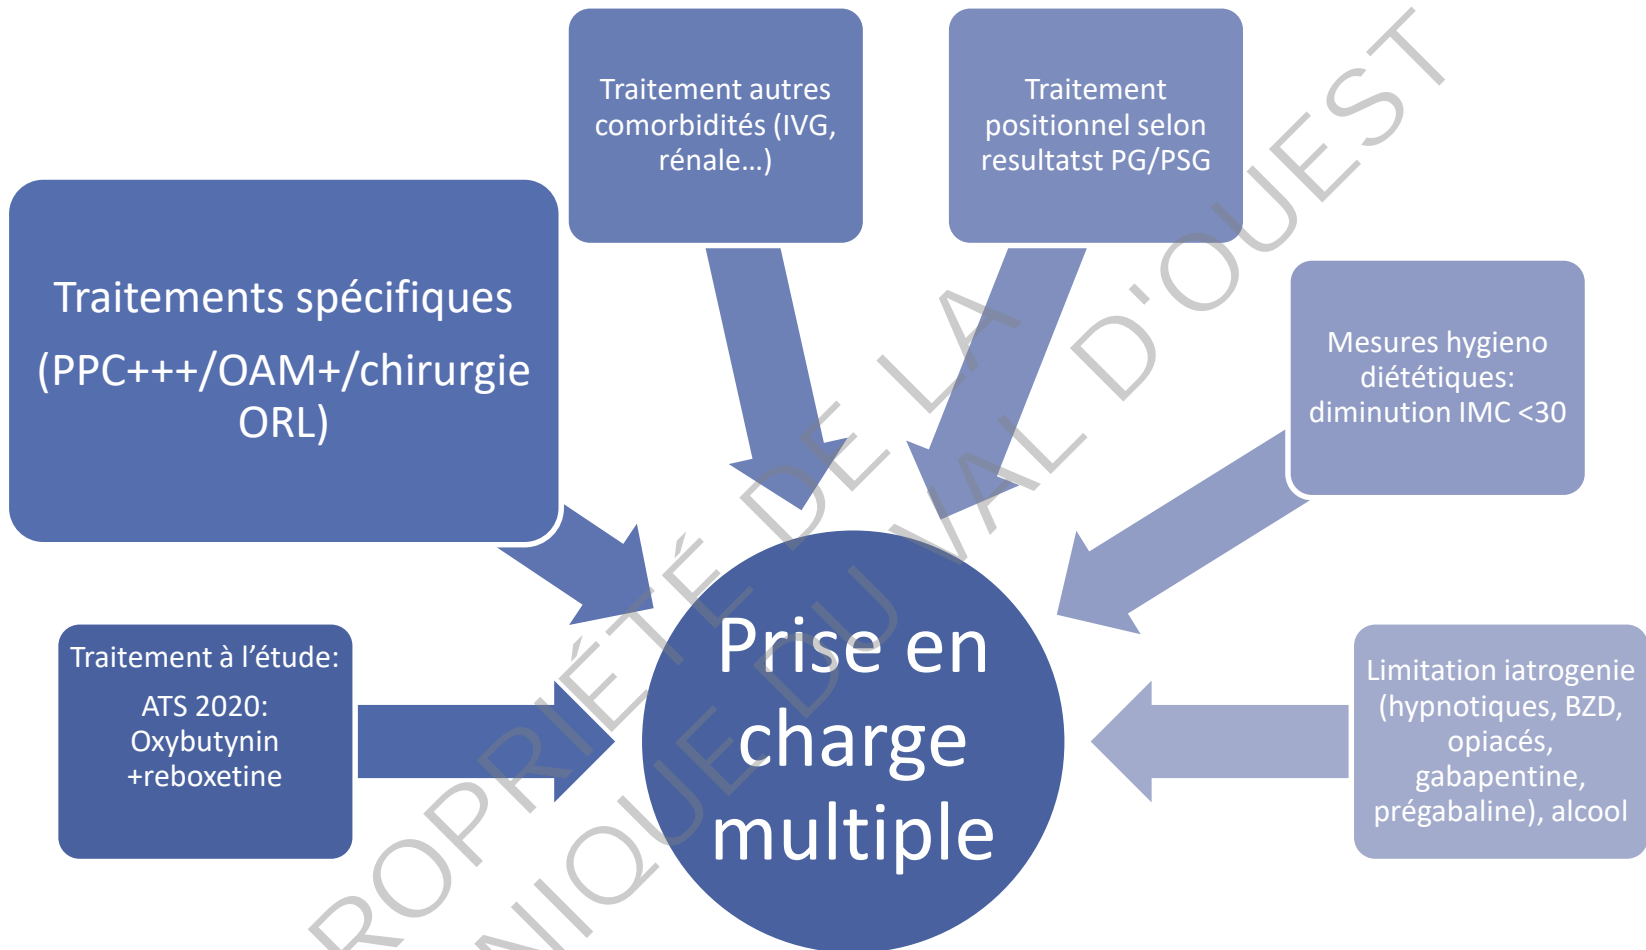 Traitement autres
comorbidités (IVG,
rénale...)
Traitement
positionnel selon
resultatst PG/PSG
Traitements spécifiques
(PPC+++/OAM+/chirurgie
ORL)
Mesures hygieno
diététiques:
diminution IMC <30
Traitement à l'étude:
ATS 2020:
Oxybutynin
+reboxetine
Prise en
charge
multiple
Limitation iatrogenie
(hypnotiques, BZD,
opiacés,
gabapentine,
prégabaline), alcool
ROPRIÉTÉ DE LA
NIQUE DU VAL D'OUEST